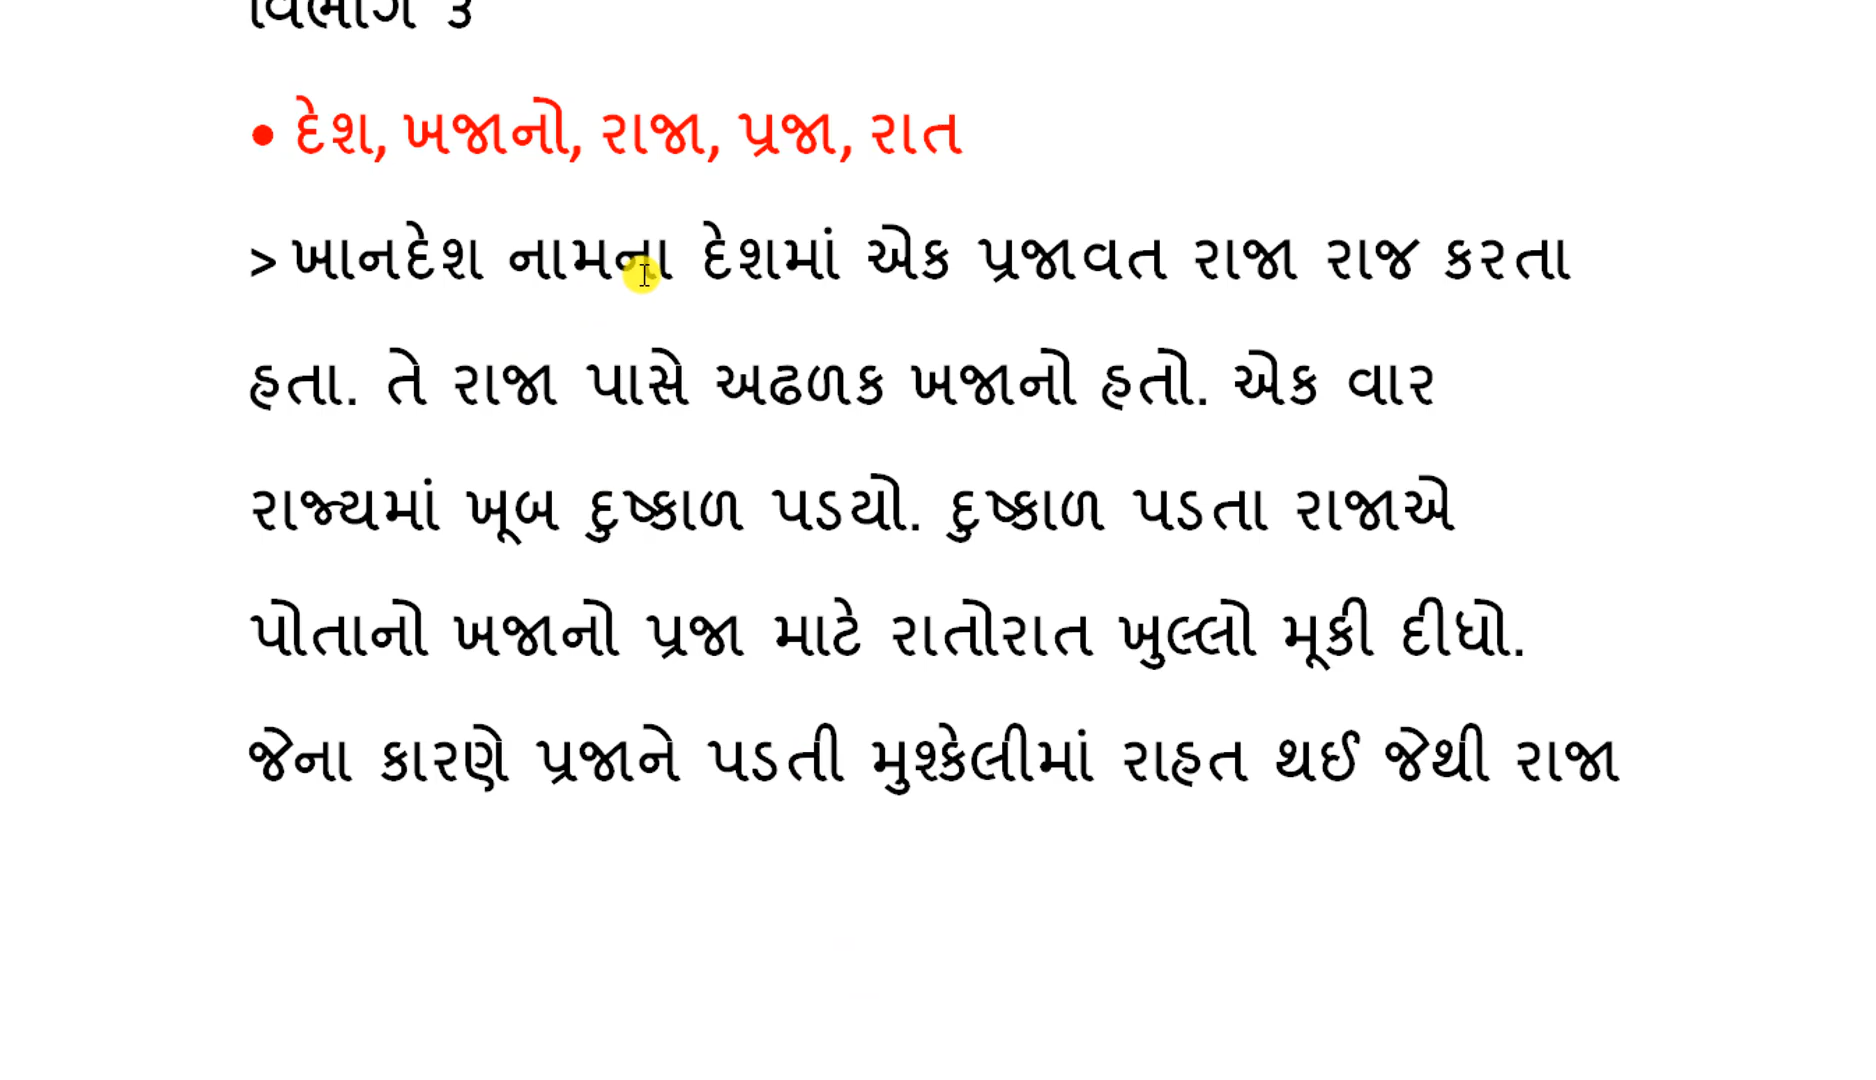 વિભાગ ૩
• દેશ, ખજાનો, રાજા, પ્રજા, રાત
> ખાનદેશ નામના દેશમાં એક પ્રજાવત રાજા રાજ કરતા
હતા. તે રાજા પાસે અઢળક ખજાનો હતો. એક વાર
રાજ્યમાં ખૂબ દુષ્કાળ પડયો. દુષ્કાળ પડતા રાજાએ
પોતાનો ખજાનો પ્રજા માટે રાતોરાત ખુલ્લો મૂકી દીધો.
જેના કારણે પ્રજાને પડતી મુશ્કેલીમાં રાહત થઈ જેથી રાજા